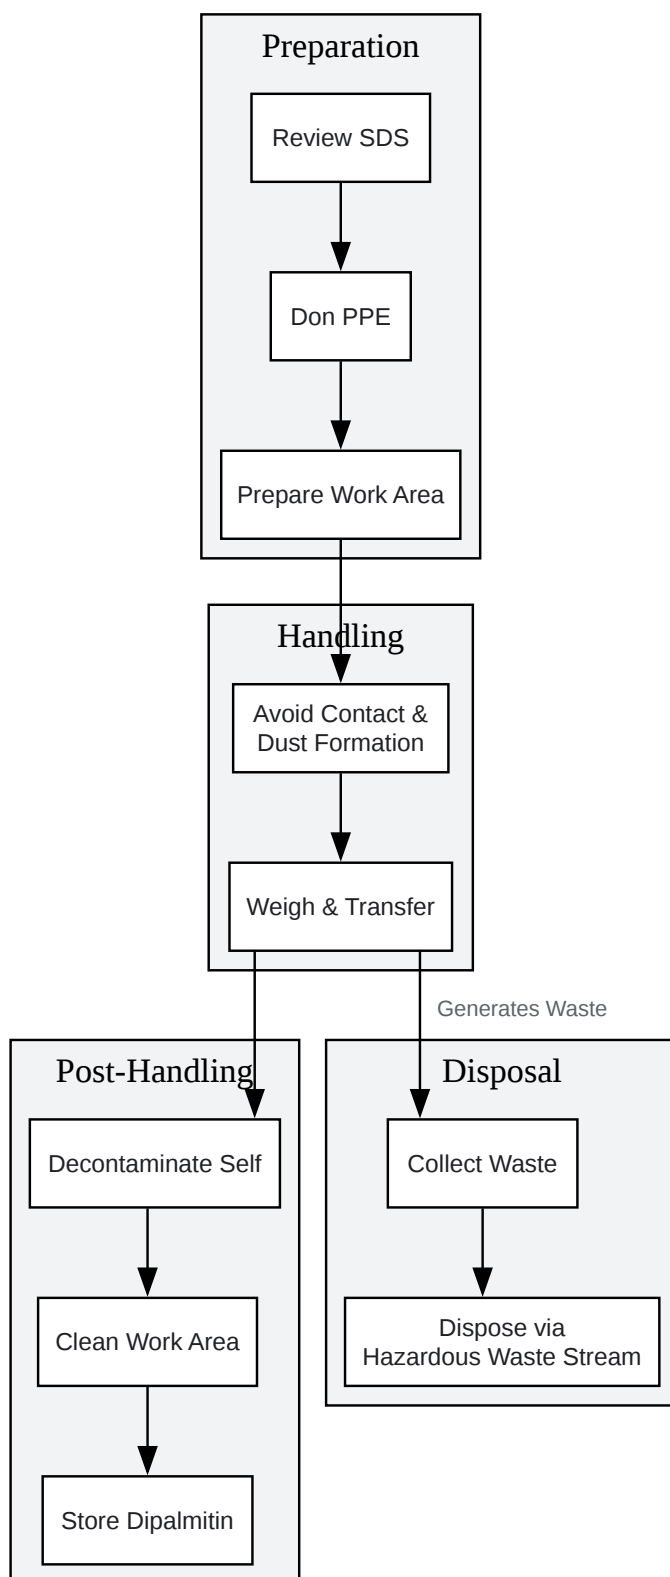 Preparation
Review SDS
Don PPE
Prepare Work Area
Handling
Avoid Contact &
Dust Formation
Weigh & Transfer
Generates Waste
Post-Handling
Decontaminate Self
Clean Work Area
Store Dipalmitin
Disposal
Collect Waste
Dispose via
Hazardous Waste Stream